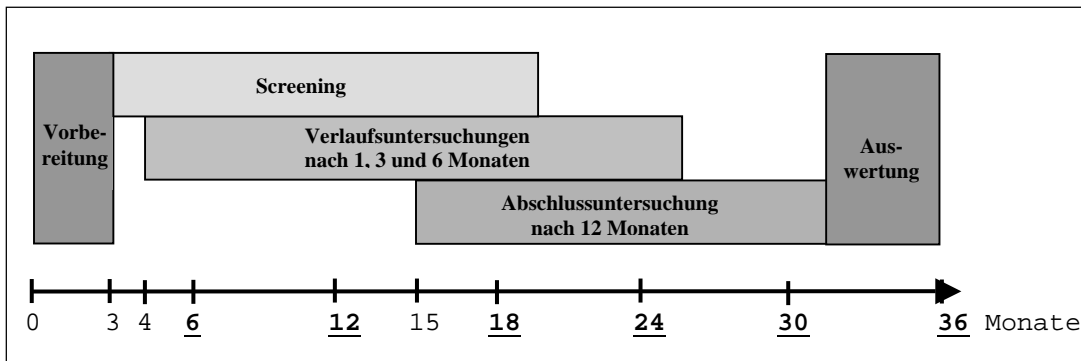 Screening
Vorbe-
reitung
Verlaufsuntersuchungen
nach 1, 3 und 6 Monaten
Aus-
wertung
Abschlussuntersuchung
nach 12 Monaten
0 3 4 6 12 15 18 24 30 36 Monate